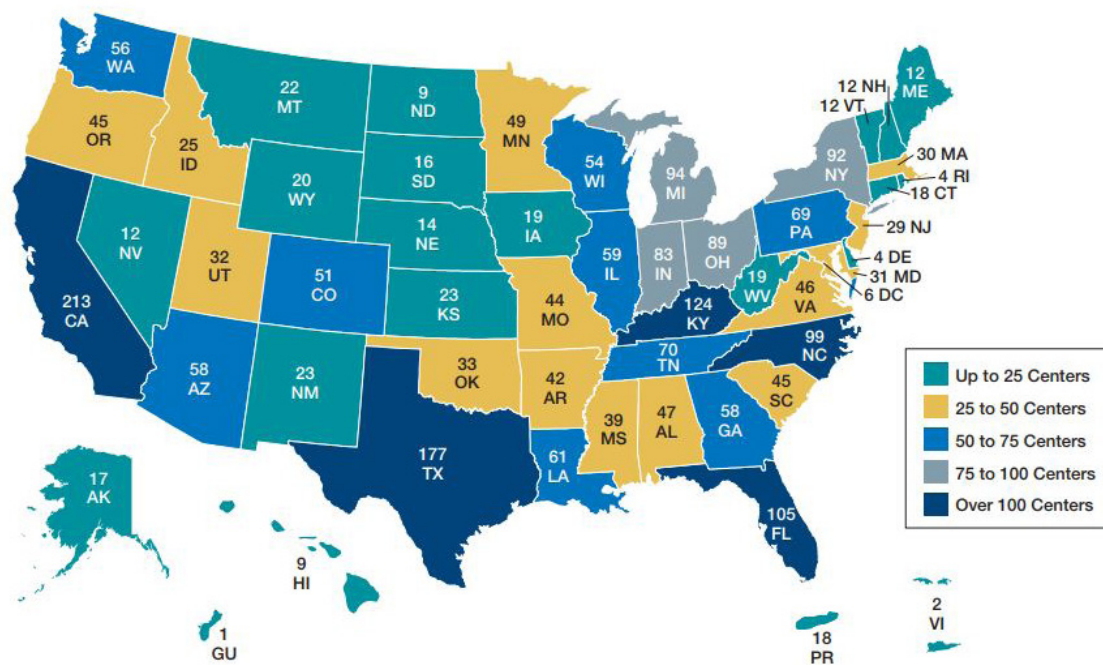 56
WA
45
OR
25
ID
22
MT
9
ND
49
MN
16
SD
20
WY
54
WI
94
MI
12 NH
12 VT
12
ME
92
NY
30 MA
4 RI
18 CT
14
NE
19
IA
12
NV
32
UT
51
CO
59
IL
83
IN
89
OH
69
PA
29 NJ
4 DE
31 MD
6 DC
19
WV
46
VA
213
CA
23
KS
44
MO
124
KY
99
NC
58
AZ
23
NM
33
OK
42
AR
70
TN
45
SC
39
MS
47
AL
58
GA
177
TX
61
LA
105
FL
17
AK
9
HI
1
GU
18
PR
2
VI
Up to 25 Centers
25 to 50 Centers
50 to 75 Centers
75 to 100 Centers
Over 100 Centers